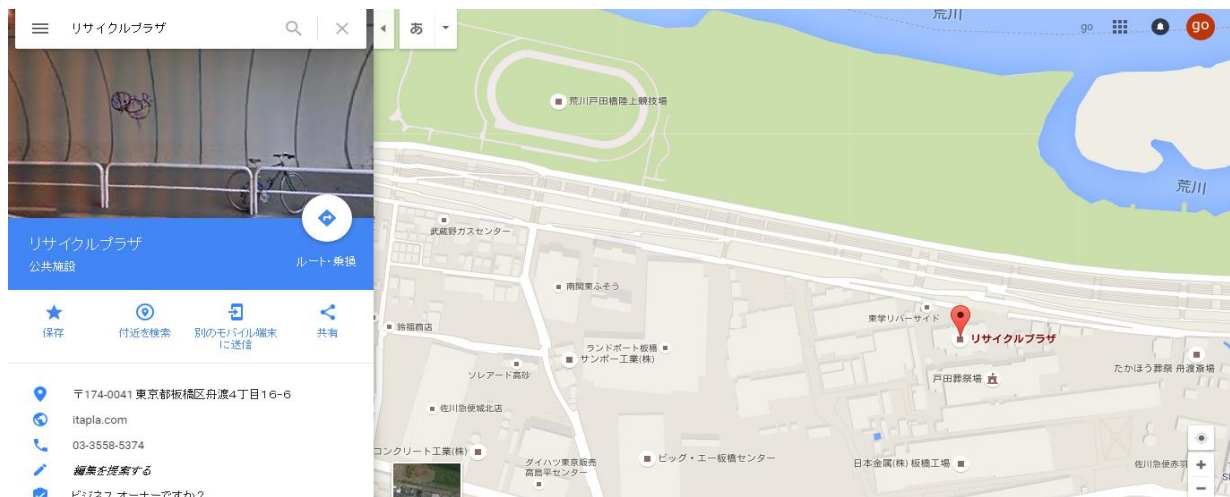 リサイクルプラザ
あ
go
go
リサイクルプラザ
公共施設
ルート・乗換
保存
付近を検索
別のモバイル端末
に送信
共有
〒174-0041 東京都板橋区舟渡4丁目16-6
itapla.com
03-3558-5374
編集を提案する
ビジネス オーナーですか?
荒川
荒川戸田橋陸上競技場
荒川
武蔵野ガスセンター
南関東ふそう
東学リバーサイド
リサイクルプラザ
鈴福商店
ランドポート板橋
サンポー工業(株)
ソレアード高砂
戸田葬祭場
たかほう葬祭 舟渡斎場
佐川急便城北店
コンクリート工業(株)
ダイハツ東京販売
高島平センター
ビッグ・エー板橋センター
日本金属(株) 板橋工場
佐川急便赤羽